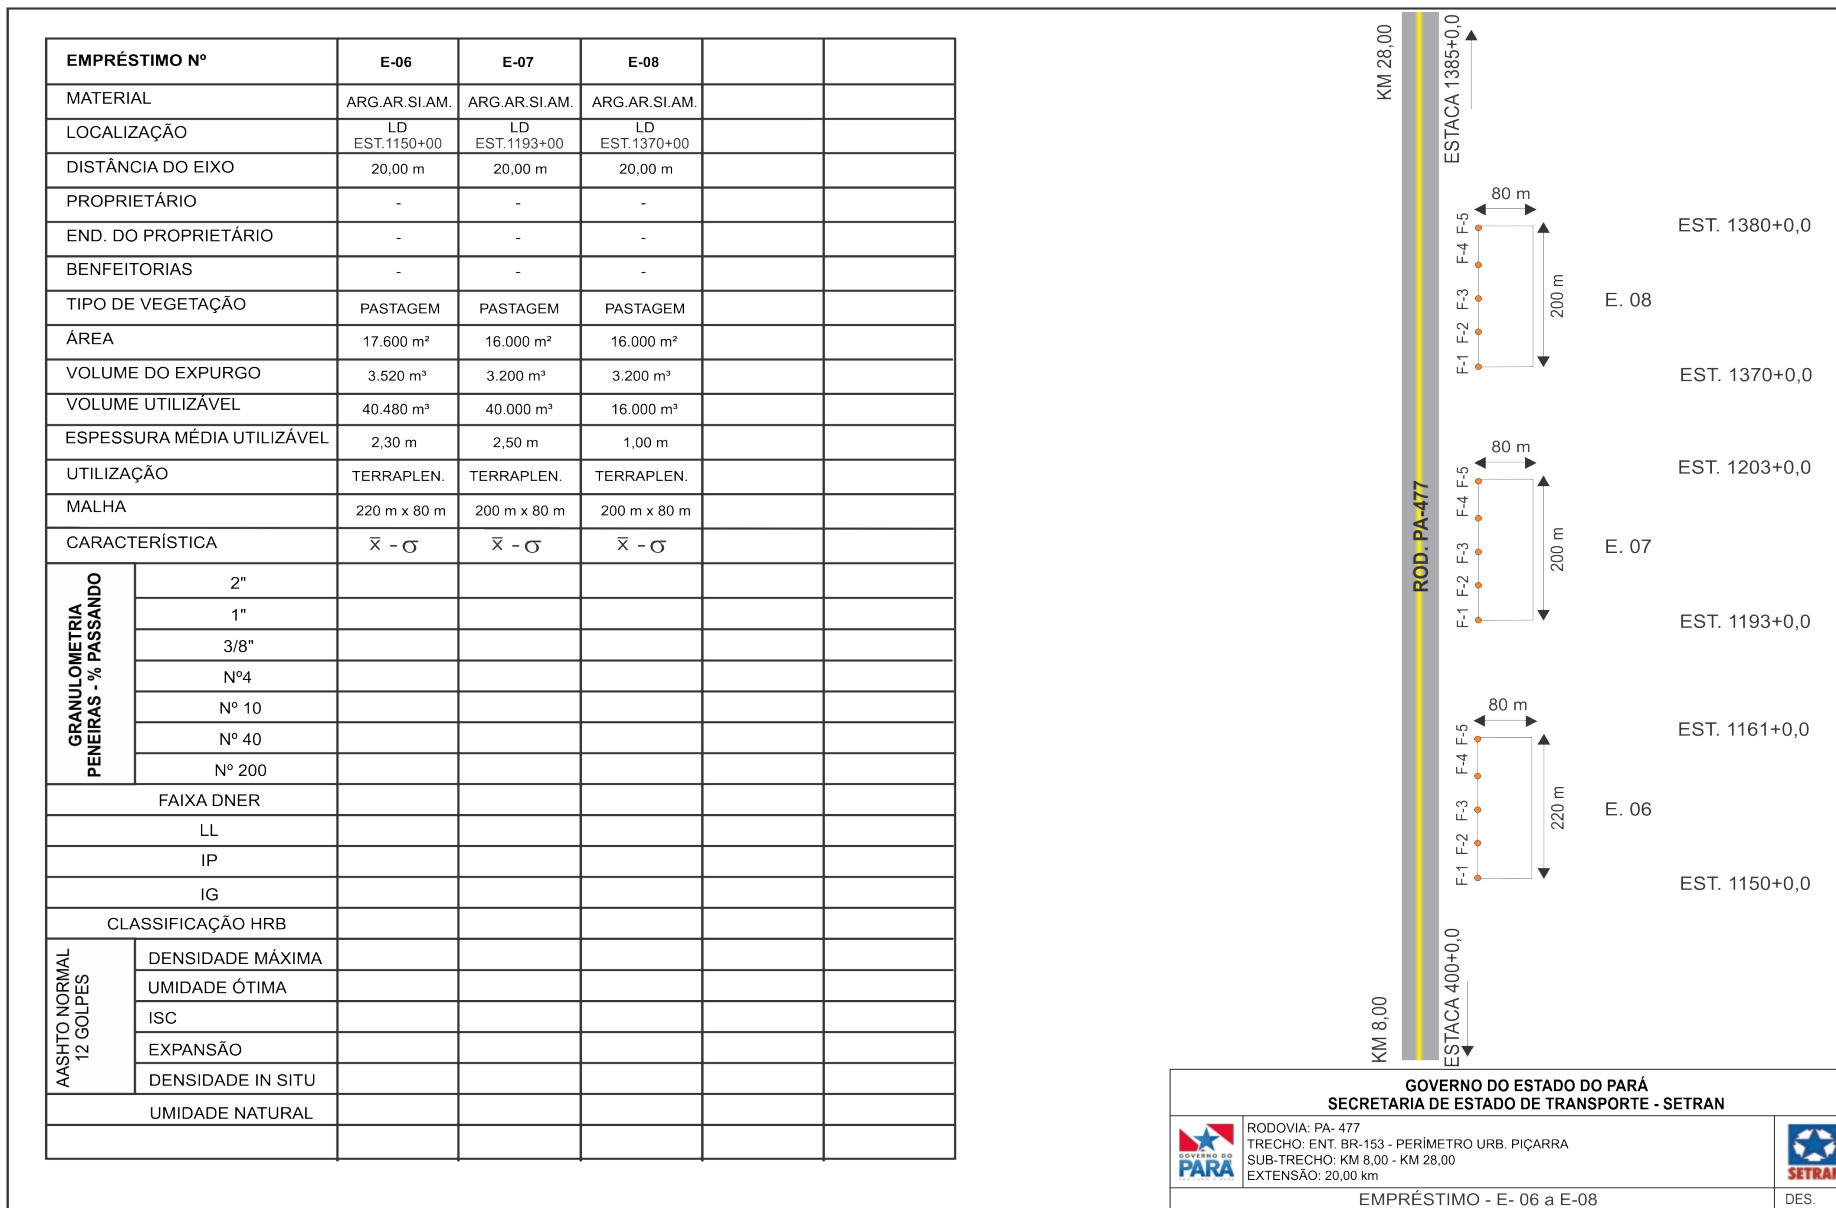 EMPRÉSTIMO Nº E-06 E-07 E-08
MATERIAL ARG.AR.SI.AM. ARG.AR.SI.AM. ARG.AR.SI.AM.
LOCALIZAÇÃO LD LD LD
EST.1150+00 EST.1193+00 EST.1370+00
DISTÂNCIA DO EIXO 20,00 m 20,00 m 20,00 m
PROPRIETÁRIO - - -
END. DO PROPRIETÁRIO - - -
BENFEITORIAS - - -
TIPO DE VEGETAÇÃO PASTAGEM PASTAGEM PASTAGEM
ÁREA 17.600 m² 16.000 m² 16.000 m²
VOLUME DO EXPURGO 3.520 m³ 3.200 m³ 3.200 m³
VOLUME UTILIZÁVEL 40.480 m³ 40.000 m³ 16.000 m³
ESPESSURA MÉDIA UTILIZÁVEL 2,30 m 2,50 m 1,00 m
UTILIZAÇÃO TERRAPLEN. TERRAPLEN. TERRAPLEN.
MALHA 220 m x 80 m 200 m x 80 m 200 m x 80 m
CARACTERÍSTICA x̅ - σ x̅ - σ x̅ - σ
GRANULOMETRIA
PENEIRAS - % PASSANDO
2"
1"
3/8"
Nº4
Nº 10
Nº 40
Nº 200
FAIXA DNER
LL
IP
IG
CLASSIFICAÇÃO HRB
AASHTO NORMAL
12 GOLPES
DENSIDADE MÁXIMA
UMIDADE ÓTIMA
ISC
EXPANSÃO
DENSIDADE IN SITU
UMIDADE NATURAL
KM 28,00
ESTACA 1385+0,0
80 m
F-5
F-4
F-3
F-2
F-1
200 m
EST. 1380+0,0
E. 08
EST. 1370+0,0
ROD. PA-477
80 m
F-5
F-4
F-3
F-2
F-1
200 m
EST. 1203+0,0
E. 07
EST. 1193+0,0
80 m
F-5
F-4
F-3
F-2
F-1
220 m
EST. 1161+0,0
E. 06
EST. 1150+0,0
KM 8,00
ESTACA 400+0,0
GOVERNO DO ESTADO DO PARÁ
SECRETARIA DE ESTADO DE TRANSPORTE - SETRAN
GOVERNO DO
PARÁ
RODOVIA: PA- 477
TRECHO: ENT. BR-153 - PERÍMETRO URB. PIÇARRA
SUB-TRECHO: KM 8,00 - KM 28,00
EXTENSÃO: 20,00 km
SETRAN
EMPRÉSTIMO - E- 06 a E-08
DES.